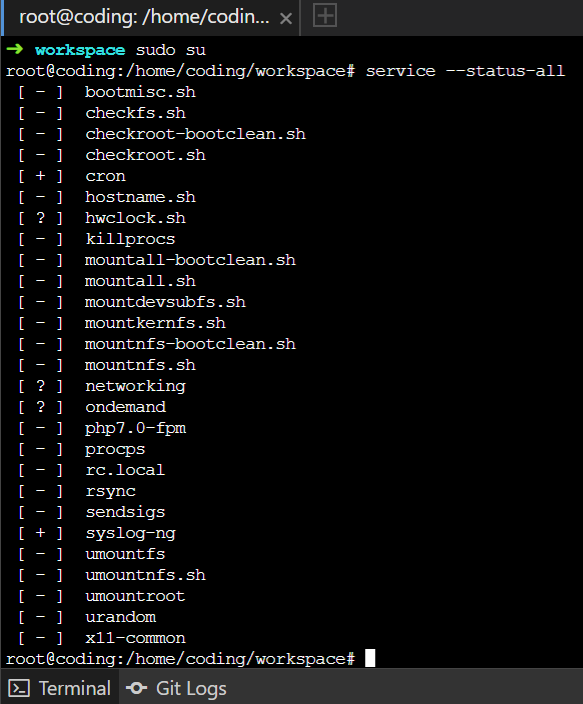 root@coding: /home/codin... ×
➜ workspace sudo su
root@coding:/home/coding/workspace# service --status-all
[ - ] bootmisc.sh
[ - ] checkfs.sh
[ - ] checkroot-bootclean.sh
[ - ] checkroot.sh
[ + ] cron
[ - ] hostname.sh
[ ? ] hwclock.sh
[ - ] killprocs
[ - ] mountall-bootclean.sh
[ - ] mountall.sh
[ - ] mountdevsubfs.sh
[ - ] mountkernfs.sh
[ - ] mountnfs-bootclean.sh
[ - ] mountnfs.sh
[ ? ] networking
[ ? ] ondemand
[ - ] php7.0-fpm
[ - ] procps
[ - ] rc.local
[ - ] rsync
[ - ] sendsigs
[ + ] syslog-ng
[ - ] umountfs
[ - ] umountnfs.sh
[ - ] umountroot
[ - ] urandom
[ - ] x11-common
root@coding:/home/coding/workspace#
Terminal Git Logs